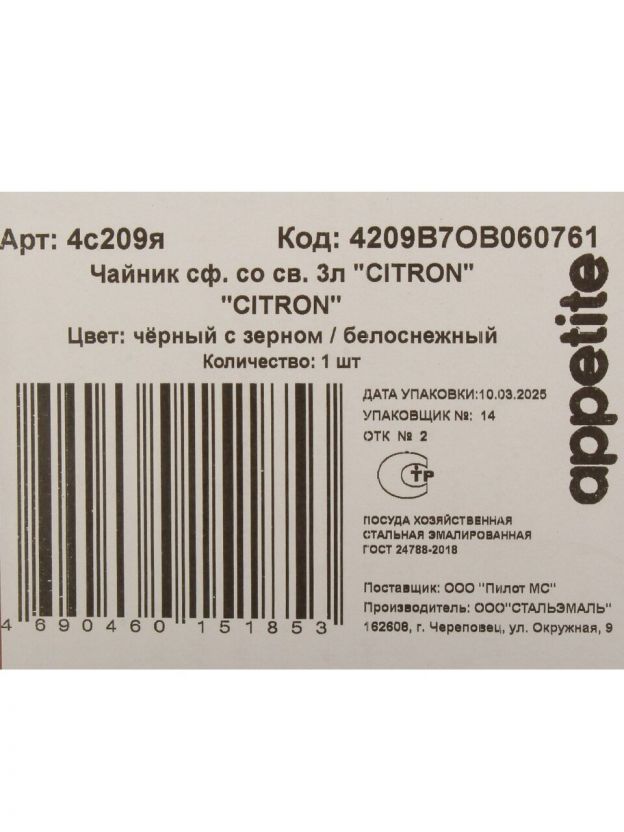 Арт: 4с209я
Код: 4209В7ОВ060761
Чайник сф. со св. 3л "CITRON"
"CITRON"
Цвет: чёрный с зерном / белоснежный
Количество: 1 шт
appetite
ДАТА УПАКОВКИ:10.03.2025
УПАКОВЩИК №: 14
ОТК № 2
СТР
ПОСУДА ХОЗЯЙСТВЕННАЯ
СТАЛЬНАЯ ЭМАЛИРОВАННАЯ
ГОСТ 24788-2018
Поставщик: ООО "Пилот МС"
Производитель: ООО"СТАЛЬЭМАЛЬ"
162608, г. Череповец, ул. Окружная, 9
4 690460 151853